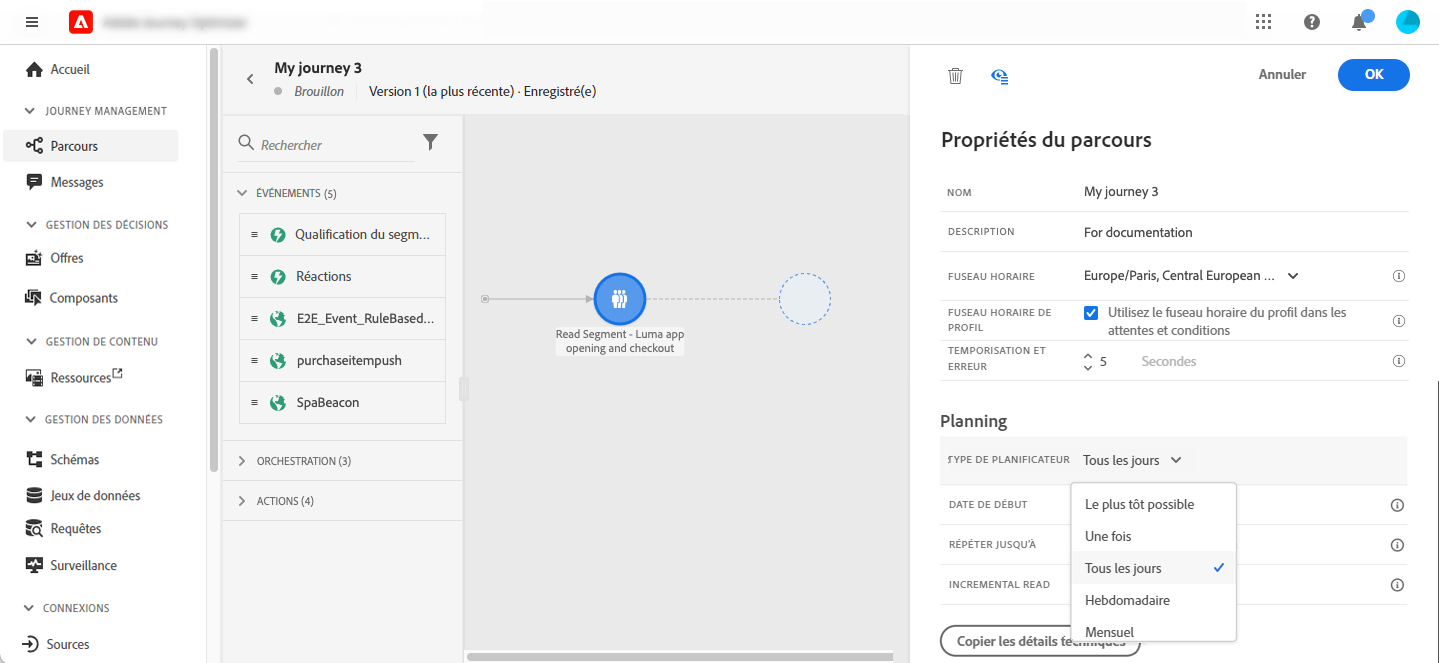 Accueil
JOURNEY MANAGEMENT
Parcours
Messages
GESTION DES DÉCISIONS
Offres
Composants
GESTION DE CONTENU
Ressources
GESTION DES DONNÉES
Schémas
Jeux de données
Requêtes
Surveillance
CONNEXIONS
Sources
My journey 3
Brouillon
Version 1 (la plus récente) · Enregistré(e)
Rechercher
ÉVÉNEMENTS (5)
Qualification du segm...
Réactions
E2E_Event_RuleBased...
purchaseitempush
SpaBeacon
ORCHESTRATION (3)
ACTIONS (4)
Read Segment - Luma app
opening and checkout
Annuler
OK
Propriétés du parcours
NOM
My journey 3
DESCRIPTION
For documentation
FUSEAU HORAIRE
Europe/Paris, Central European ...
FUSEAU HORAIRE DE
PROFIL
Utilisez le fuseau horaire du profil dans les
attentes et conditions
TEMPORISATION ET
ERREUR
5 Secondes
Planning
TYPE DE PLANIFICATEUR
Tous les jours
DATE DE DÉBUT
RÉPÉTER JUSQU'À
INCREMENTAL READ
Le plus tôt possible
Une fois
Tous les jours
Hebdomadaire
Mensuel
Copier les détails techniques